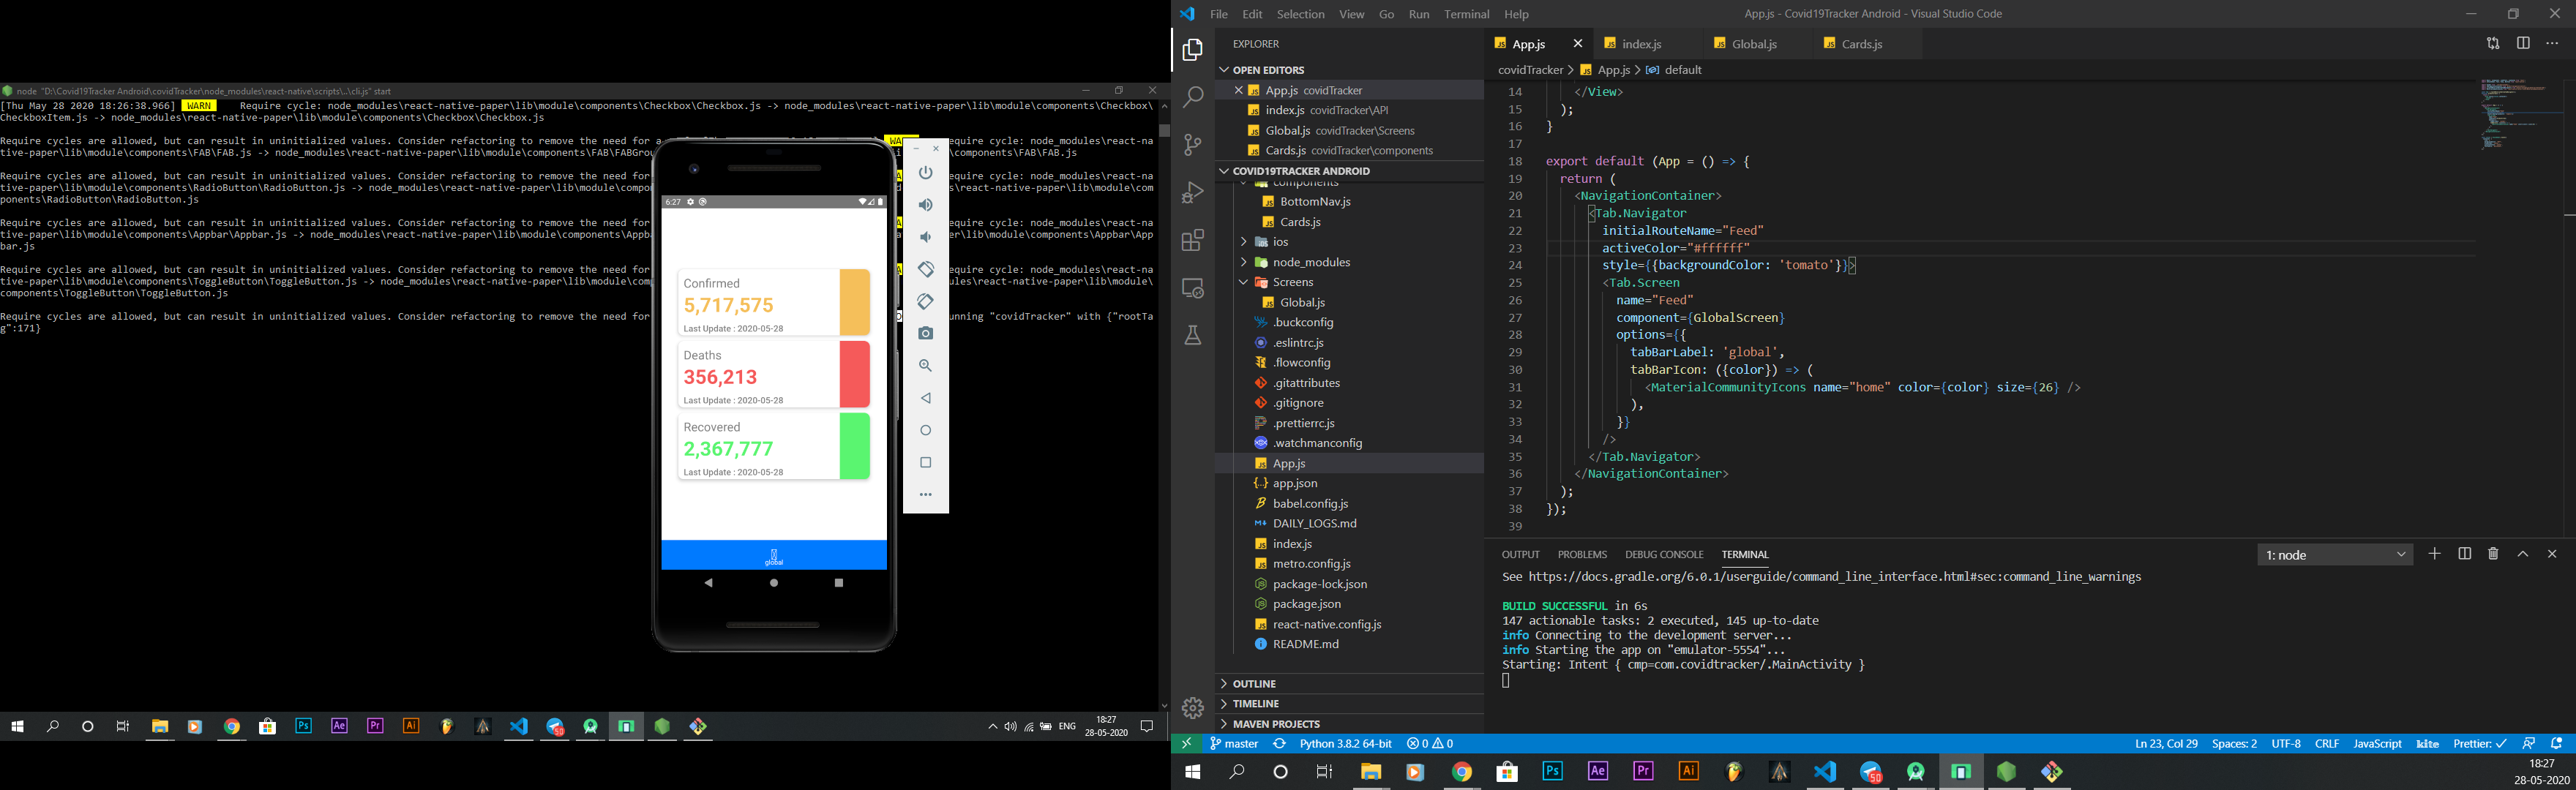 node "D:\Covid19Tracker Android\covidTracker\node_modules\react-native\scripts\..\cli.js" start
[Thu May 28 2020 18:26:38.966] WARN Require cycle: node_modules\react-native-paper\lib\module\components\Checkbox\Checkbox.js -> node_modules\react-native-paper\lib\module\components\Checkbox\
CheckboxItem.js -> node_modules\react-native-paper\lib\module\components\Checkbox\Checkbox.js
Require cycles are allowed, but can result in uninitialized values. Consider refactoring to remove the need for a
equire cycle: node_modules\react-na
tive-paper\lib\module\components\FAB\FAB.js -> node_modules\react-native-paper\lib\module\components\FAB\FABGrou
\components\FAB\FAB.js
Require cycles are allowed, but can result in uninitialized values. Consider refactoring to remove the need for
equire cycle: node_modules\react-na
tive-paper\lib\module\components\RadioButton\RadioButton.js -> node_modules\react-native-paper\lib\module\compon
s\react-native-paper\lib\module\com
ponents\RadioButton\RadioButton.js
Require cycles are allowed, but can result in uninitialized values. Consider refactoring to remove the need for
equire cycle: node_modules\react-na
tive-paper\lib\module\components\Appbar\Appbar.js -> node_modules\react-native-paper\lib\module\components\Appba
er\lib\module\components\Appbar\App
bar.js
Require cycles are allowed, but can result in uninitialized values. Consider refactoring to remove the need for
equire cycle: node_modules\react-na
tive-paper\lib\module\components\ToggleButton\ToggleButton.js -> node_modules\react-native-paper\lib\module\comp
ules\react-native-paper\lib\module\
components\ToggleButton\ToggleButton.js
Require cycles are allowed, but can result in uninitialized values. Consider refactoring to remove the need for
unning "covidTracker" with {"rootTa
g":171}
6:27
Confirmed
5,717,575
Last Update : 2020-05-28
Deaths
356,213
Last Update : 2020-05-28
Recovered
2,367,777
Last Update : 2020-05-28
global
Ps Ae Pr Ai 50
ENG
18:27
28-05-2020
File Edit Selection View Go Run Terminal Help
App.js - Covid19Tracker Android - Visual Studio Code
EXPLORER
OPEN EDITORS
App.js covidTracker
index.js covidTracker\API
Global.js covidTracker\Screens
Cards.js covidTracker\components
COVID19TRACKER ANDROID
components
BottomNav.js
Cards.js
ios
node_modules
Screens
Global.js
.buckconfig
.eslintrc.js
.flowconfig
.gitattributes
.gitignore
.prettierrc.js
.watchmanconfig
App.js
app.json
babel.config.js
DAILY_LOGS.md
index.js
metro.config.js
package-lock.json
package.json
react-native.config.js
README.md
OUTLINE
TIMELINE
MAVEN PROJECTS
App.js index.js Global.js Cards.js
covidTracker > App.js > default
14 </View>
15 );
16 }
17
18 export default (App = () => {
19 return (
20 <NavigationContainer>
21 <Tab.Navigator
22 initialRouteName="Feed"
23 activeColor="#ffffff"
24 style={{backgroundColor: 'tomato'}}>
25 <Tab.Screen
26 name="Feed"
27 component={GlobalScreen}
28 options={{
29 tabBarLabel: 'global',
30 tabBarIcon: ({color}) => (
31 <MaterialCommunityIcons name="home" color={color} size={26} />
32 ),
33 }}
34 />
35 </Tab.Navigator>
36 </NavigationContainer>
37 );
38 });
39
OUTPUT PROBLEMS DEBUG CONSOLE TERMINAL
1: node
See https://docs.gradle.org/6.0.1/userguide/command_line_interface.html#sec:command_line_warnings
BUILD SUCCESSFUL in 6s
147 actionable tasks: 2 executed, 145 up-to-date
info Connecting to the development server...
info Starting the app on "emulator-5554"...
Starting: Intent { cmp=com.covidtracker/.MainActivity }
master Python 3.8.2 64-bit 0 0
Ln 23, Col 29 Spaces: 2 UTF-8 CRLF JavaScript kite Prettier: ✓
Ps Ae Pr Ai 50
18:27
28-05-2020